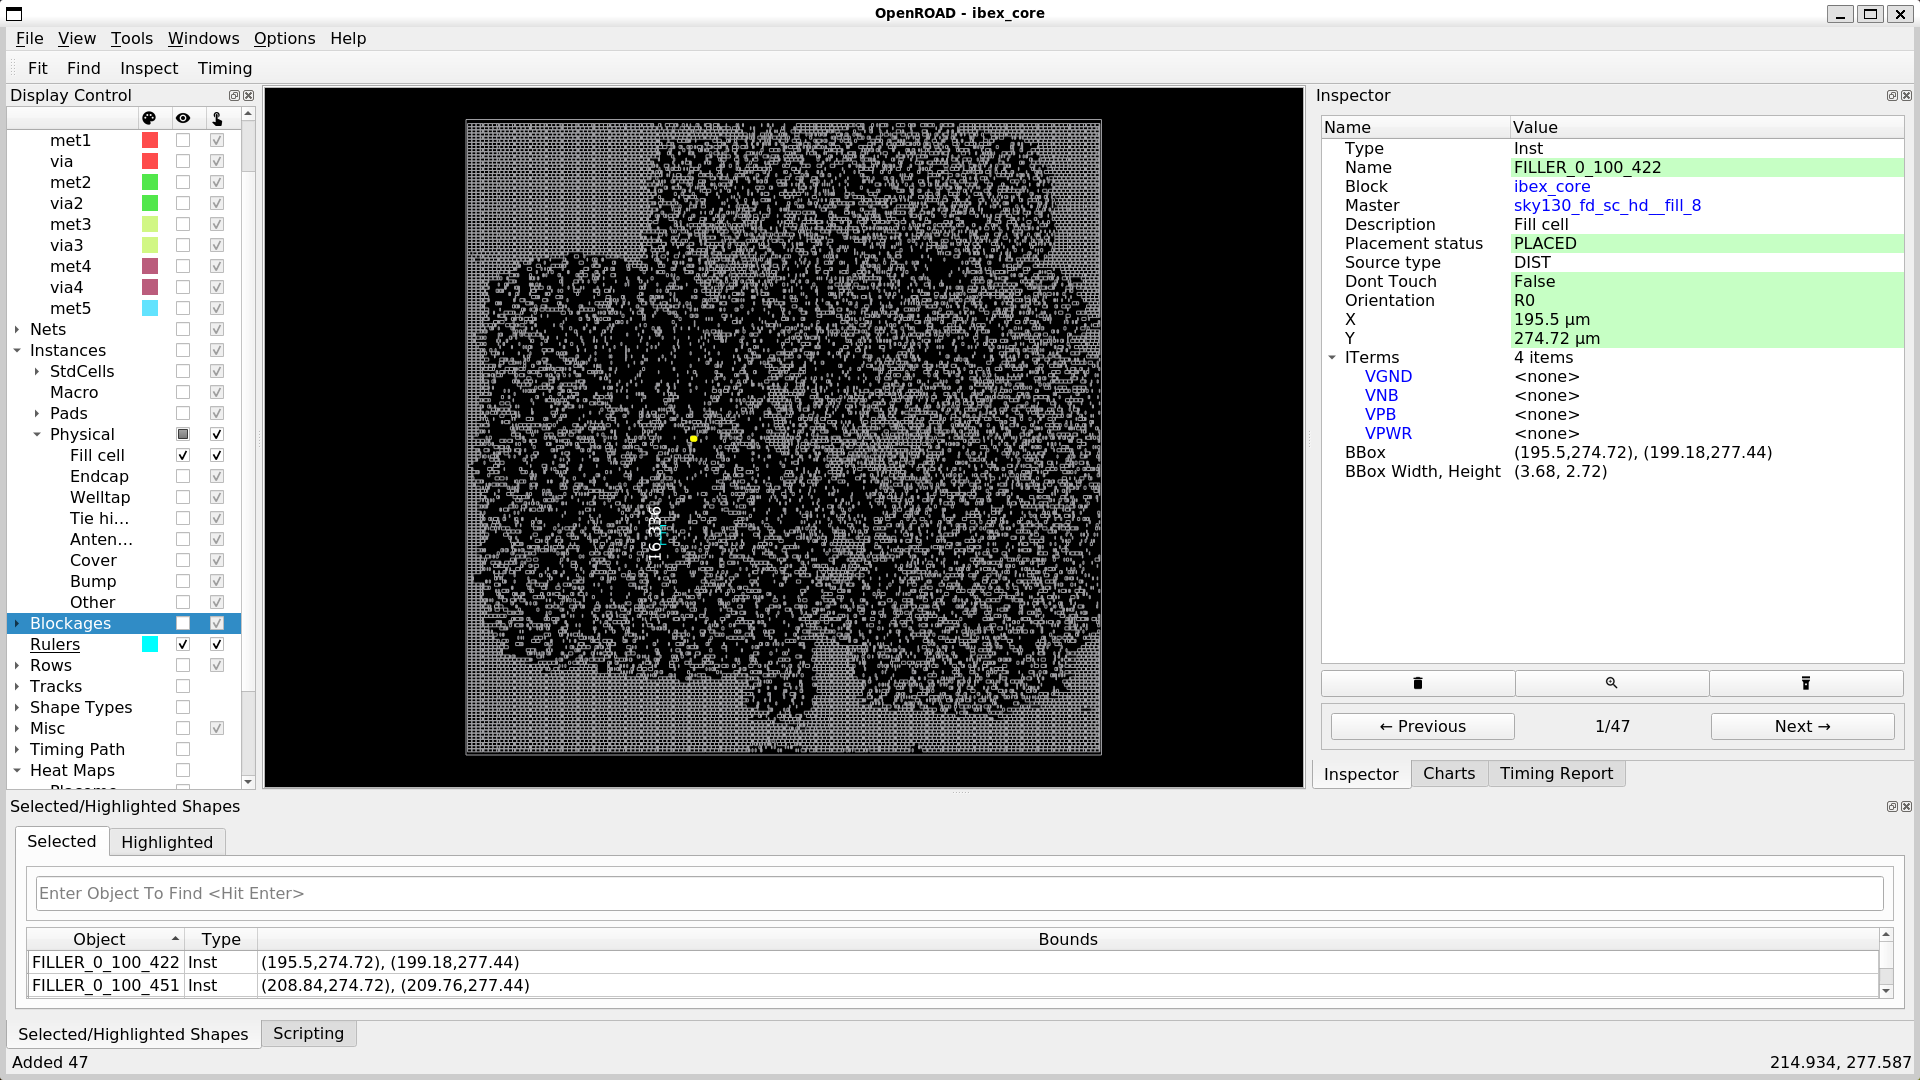 OpenROAD - ibex_core
File View Tools Windows Options Help
Fit Find Inspect Timing
Display Control
met1
via
met2
via2
met3
via3
met4
via4
met5
Nets
Instances
StdCells
Macro
Pads
Physical
Fill cell
Endcap
Welltap
Tie hi...
Anten...
Cover
Bump
Other
Blockages
Rulers
Rows
Tracks
Shape Types
Misc
Timing Path
Heat Maps
16.336
Inspector
Name Value
Type Inst
Name FILLER_0_100_422
Block ibex_core
Master sky130_fd_sc_hd__fill_8
Description Fill cell
Placement status PLACED
Source type DIST
Dont Touch False
Orientation R0
X 195.5 μm
Y 274.72 μm
ITerms 4 items
VGND <none>
VNB <none>
VPB <none>
VPWR <none>
BBox (195.5,274.72), (199.18,277.44)
BBox Width, Height (3.68, 2.72)
← Previous 1/47 Next →
Inspector Charts Timing Report
Selected/Highlighted Shapes
Selected Highlighted
Enter Object To Find <Hit Enter>
Object Type Bounds
FILLER_0_100_422 Inst (195.5,274.72), (199.18,277.44)
FILLER_0_100_451 Inst (208.84,274.72), (209.76,277.44)
Selected/Highlighted Shapes Scripting
Added 47 214.934, 277.587